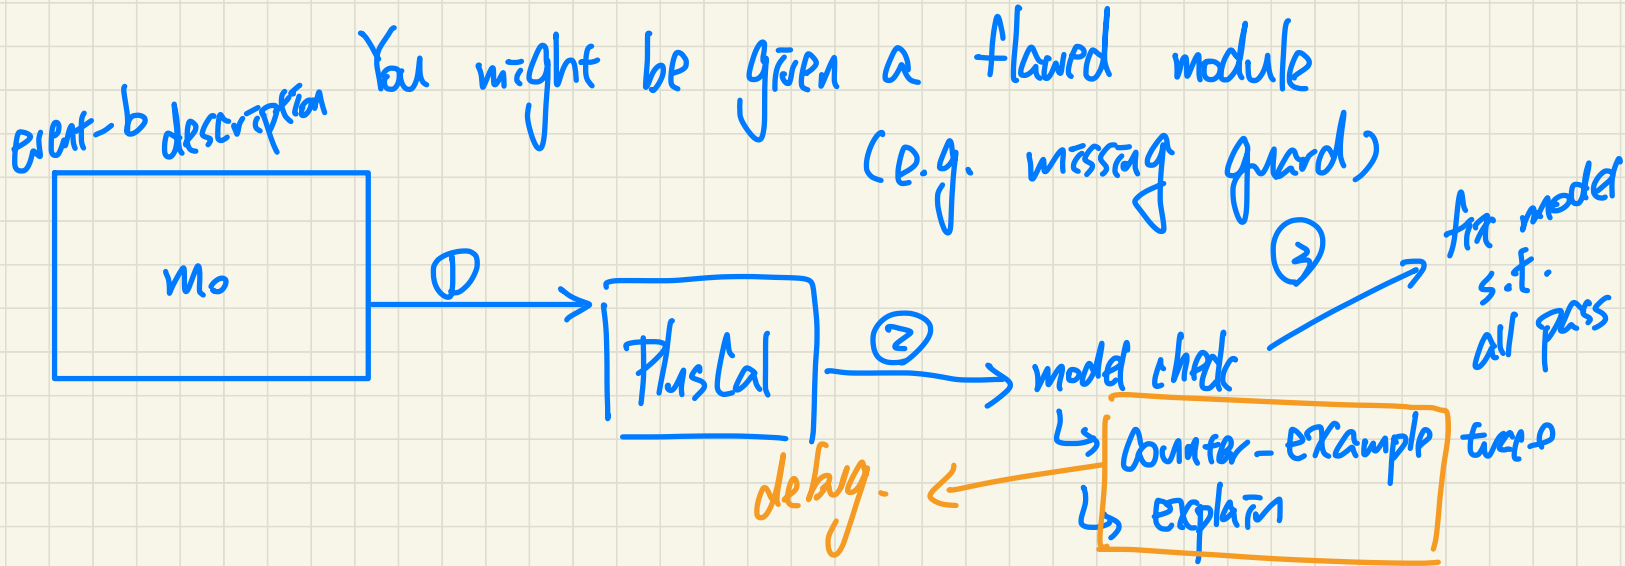 You might be given a flawed module
(e.g. missing guard)
event-b description
m0
①
PlusCal
②
model check
↳ counter-example trace
↳ explain
debug.
③
fix model
s.t.
all pass